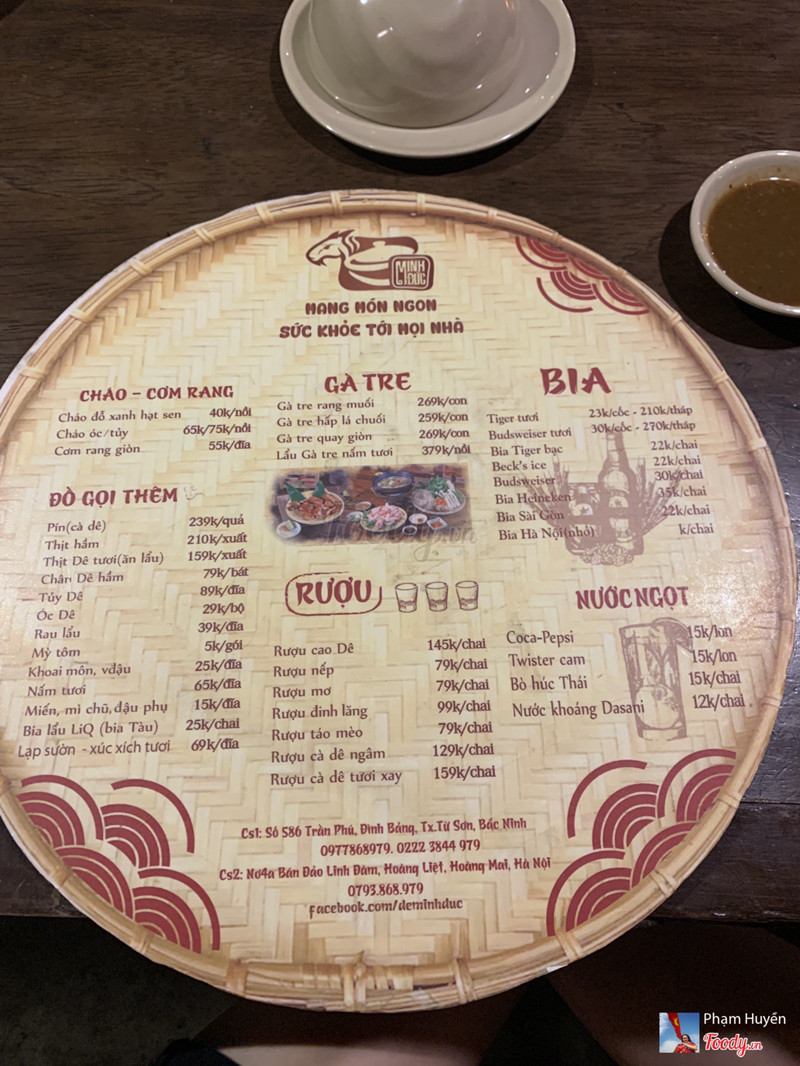 MINH ĐỨC
MANG MÓN NGON
SỨC KHỎE TỚI MỌI NHÀ
CHÁO - CƠM RANG
Cháo đỗ xanh hạt sen 40k/nồi
Cháo óc/tủy 65k/75k/nồi
Cơm rang giòn 55k/đĩa
ĐỒ GỌI THÊM
Pín(cà dê) 239k/quả
Thịt hầm 210k/xuất
Thịt Dê tươi(ăn lẩu) 159k/xuất
Chân Dê hầm 79k/bát
Tủy Dê 89k/đĩa
Óc Dê 29k/bộ
Rau lẩu 39k/đĩa
Mỳ tôm 5k/gói
Khoai môn, vđậu 25k/đĩa
Nấm tươi 65k/đĩa
Miến, mì chũ,đậu phụ 15k/đĩa
Bia lẩu LiQ (bia Tàu) 25k/chai
Lạp sườn - xúc xích tươi 69k/đĩa
GÀ TRE
Gà tre rang muối 269k/con
Gà tre hấp lá chuối 259k/con
Gà tre quay giòn 269k/con
Lẩu Gà tre nấm tươi 379k/nồi
RƯỢU
Rượu cao Dê 145k/chai
Rượu nếp 79k/chai
Rượu mơ 79k/chai
Rượu đinh lăng 99k/chai
Rượu táo mèo 79k/chai
Rượu cà dê ngâm 129k/chai
Rượu cà dê tươi xay 159k/chai
BIA
Tiger tươi 23k/cốc - 210k/tháp
Budsweiser tươi 30k/cốc - 270k/tháp
Bia Tiger bạc 22k/chai
Beck's ice 22k/chai
Budsweiser 30k/chai
Bia Heineken 35k/chai
Bia Sài Gòn 22k/chai
Bia Hà Nội(nhỏ) k/chai
NƯỚC NGỌT
Coca-Pepsi 15k/lon
Twister cam 15k/lon
Bò húc Thái 15k/chai
Nước khoáng Dasani 12k/chai
Cs1: Số 586 Trần Phú, Đình Bảng, Tx.Từ Sơn, Bắc Ninh
0977868979. 0222 3844 979
Cs2: Nơ4a Bán Đảo Linh Đàm, Hoàng Liệt, Hoàng Mai, Hà Nội
0793.868.979
facebook.com/deminhduc
Foody.vn
Phạm Huyền
Foody.vn